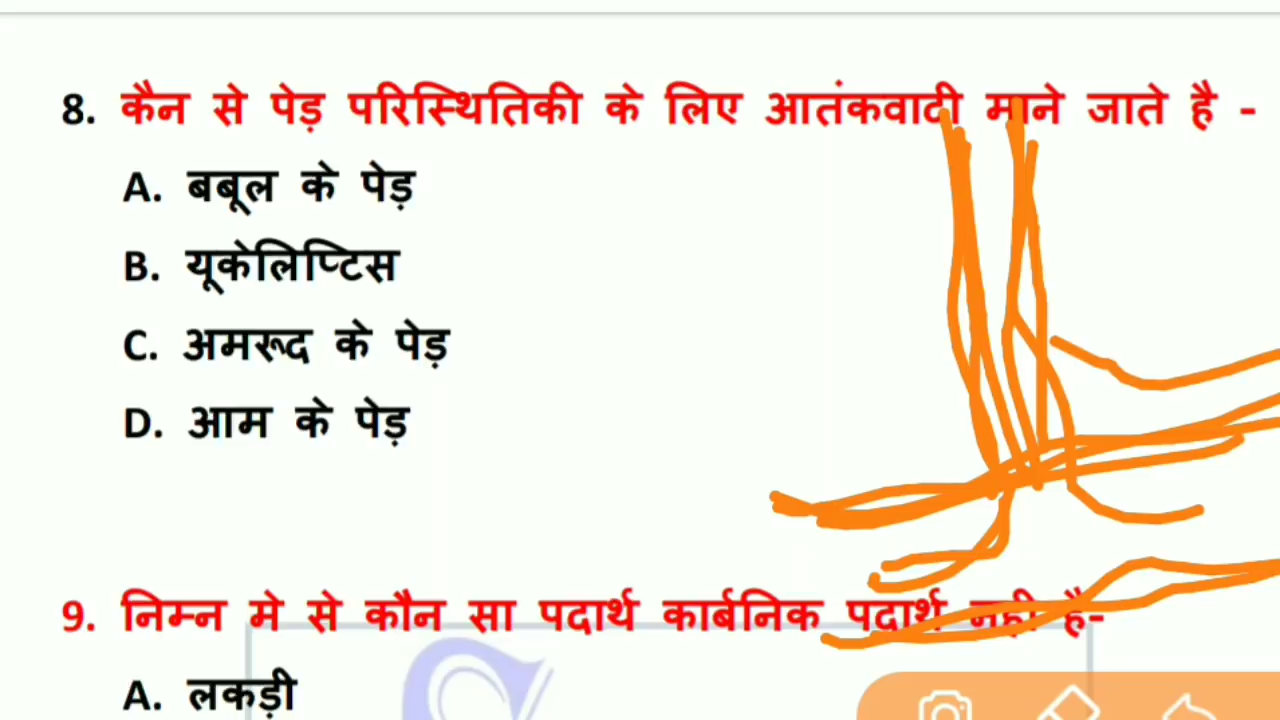 8. कैन से पेड़ परिस्थितिकी के लिए आतंकवादी माने जाते है -
A. बबूल के पेड़
B. यूकेलिप्टिस
C. अमरूद के पेड़
D. आम के पेड़
9. निम्न मे से कौन सा पदार्थ कार्बनिक पदार्थ नही है-
A. लकड़ी